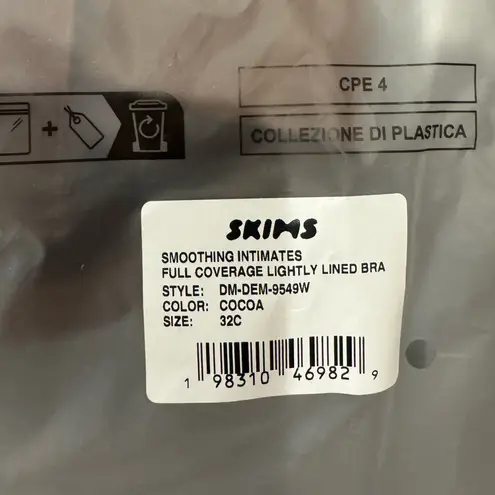 CPE 4
COLLEZIONE DI PLASTICA
SKIMS
SMOOTHING INTIMATES
FULL COVERAGE LIGHTLY LINED BRA
STYLE: DM-DEM-9549W
COLOR: COCOA
SIZE: 32C
1 98310 46982 9